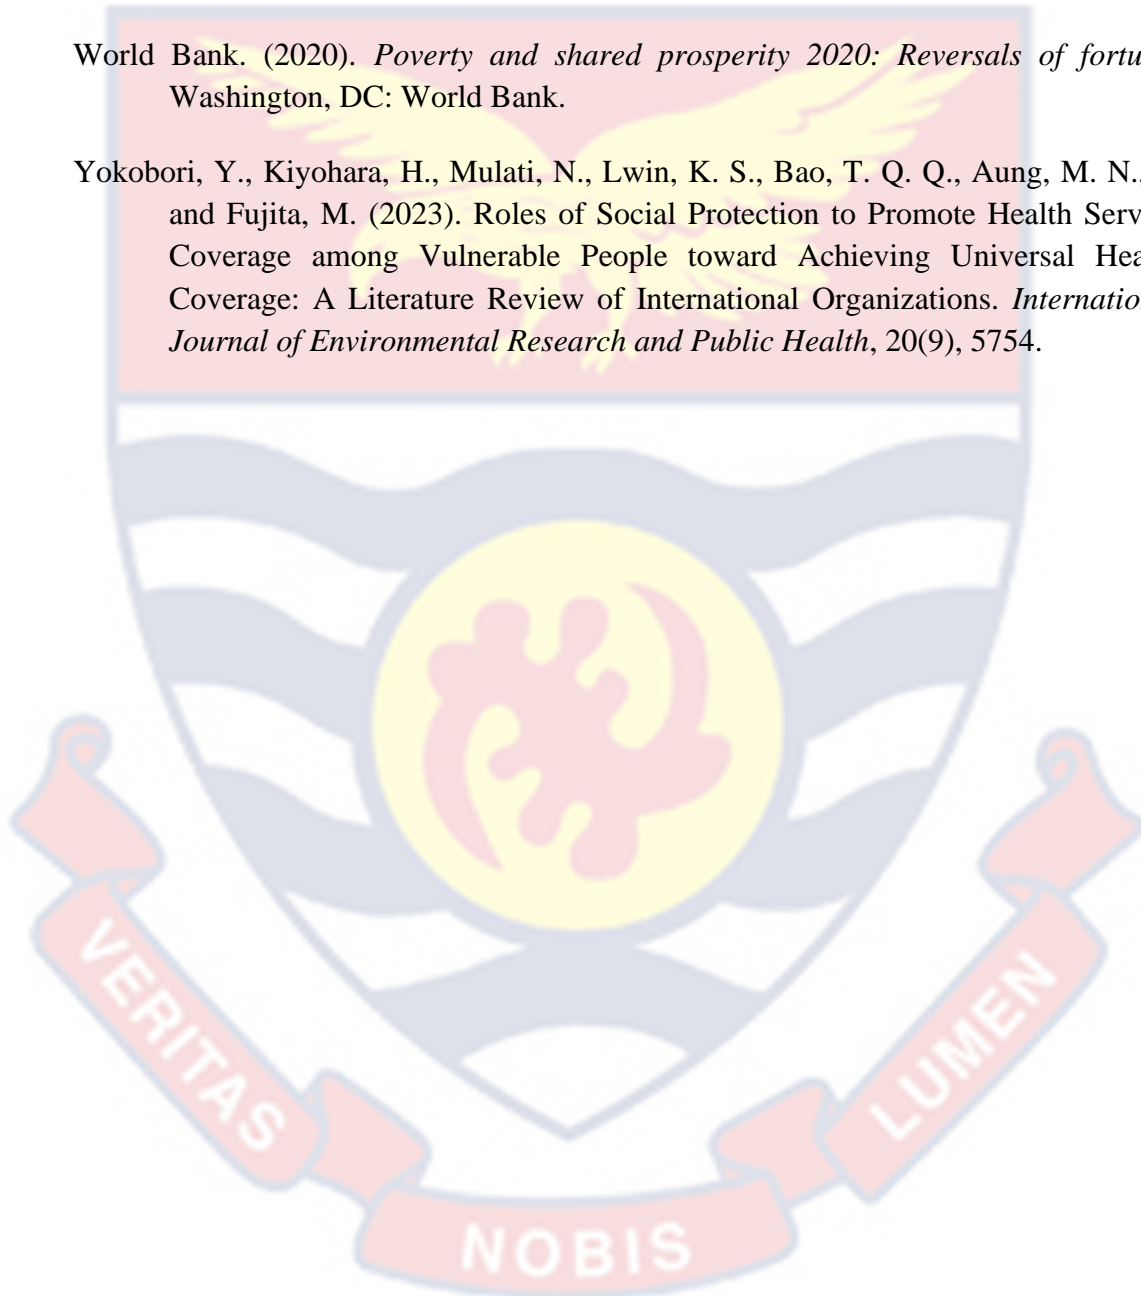 World Bank. (2020). Poverty and shared prosperity 2020: Reversals of fortu
Washington, DC: World Bank.
Yokobori, Y., Kiyohara, H., Mulati, N., Lwin, K. S., Bao, T. Q. Q., Aung, M. N.,
and Fujita, M. (2023). Roles of Social Protection to Promote Health Serv
Coverage among Vulnerable People toward Achieving Universal Hea
Coverage: A Literature Review of International Organizations. Internatio
Journal of Environmental Research and Public Health, 20(9), 5754.
VERITAS
NOBIS
LUMEN